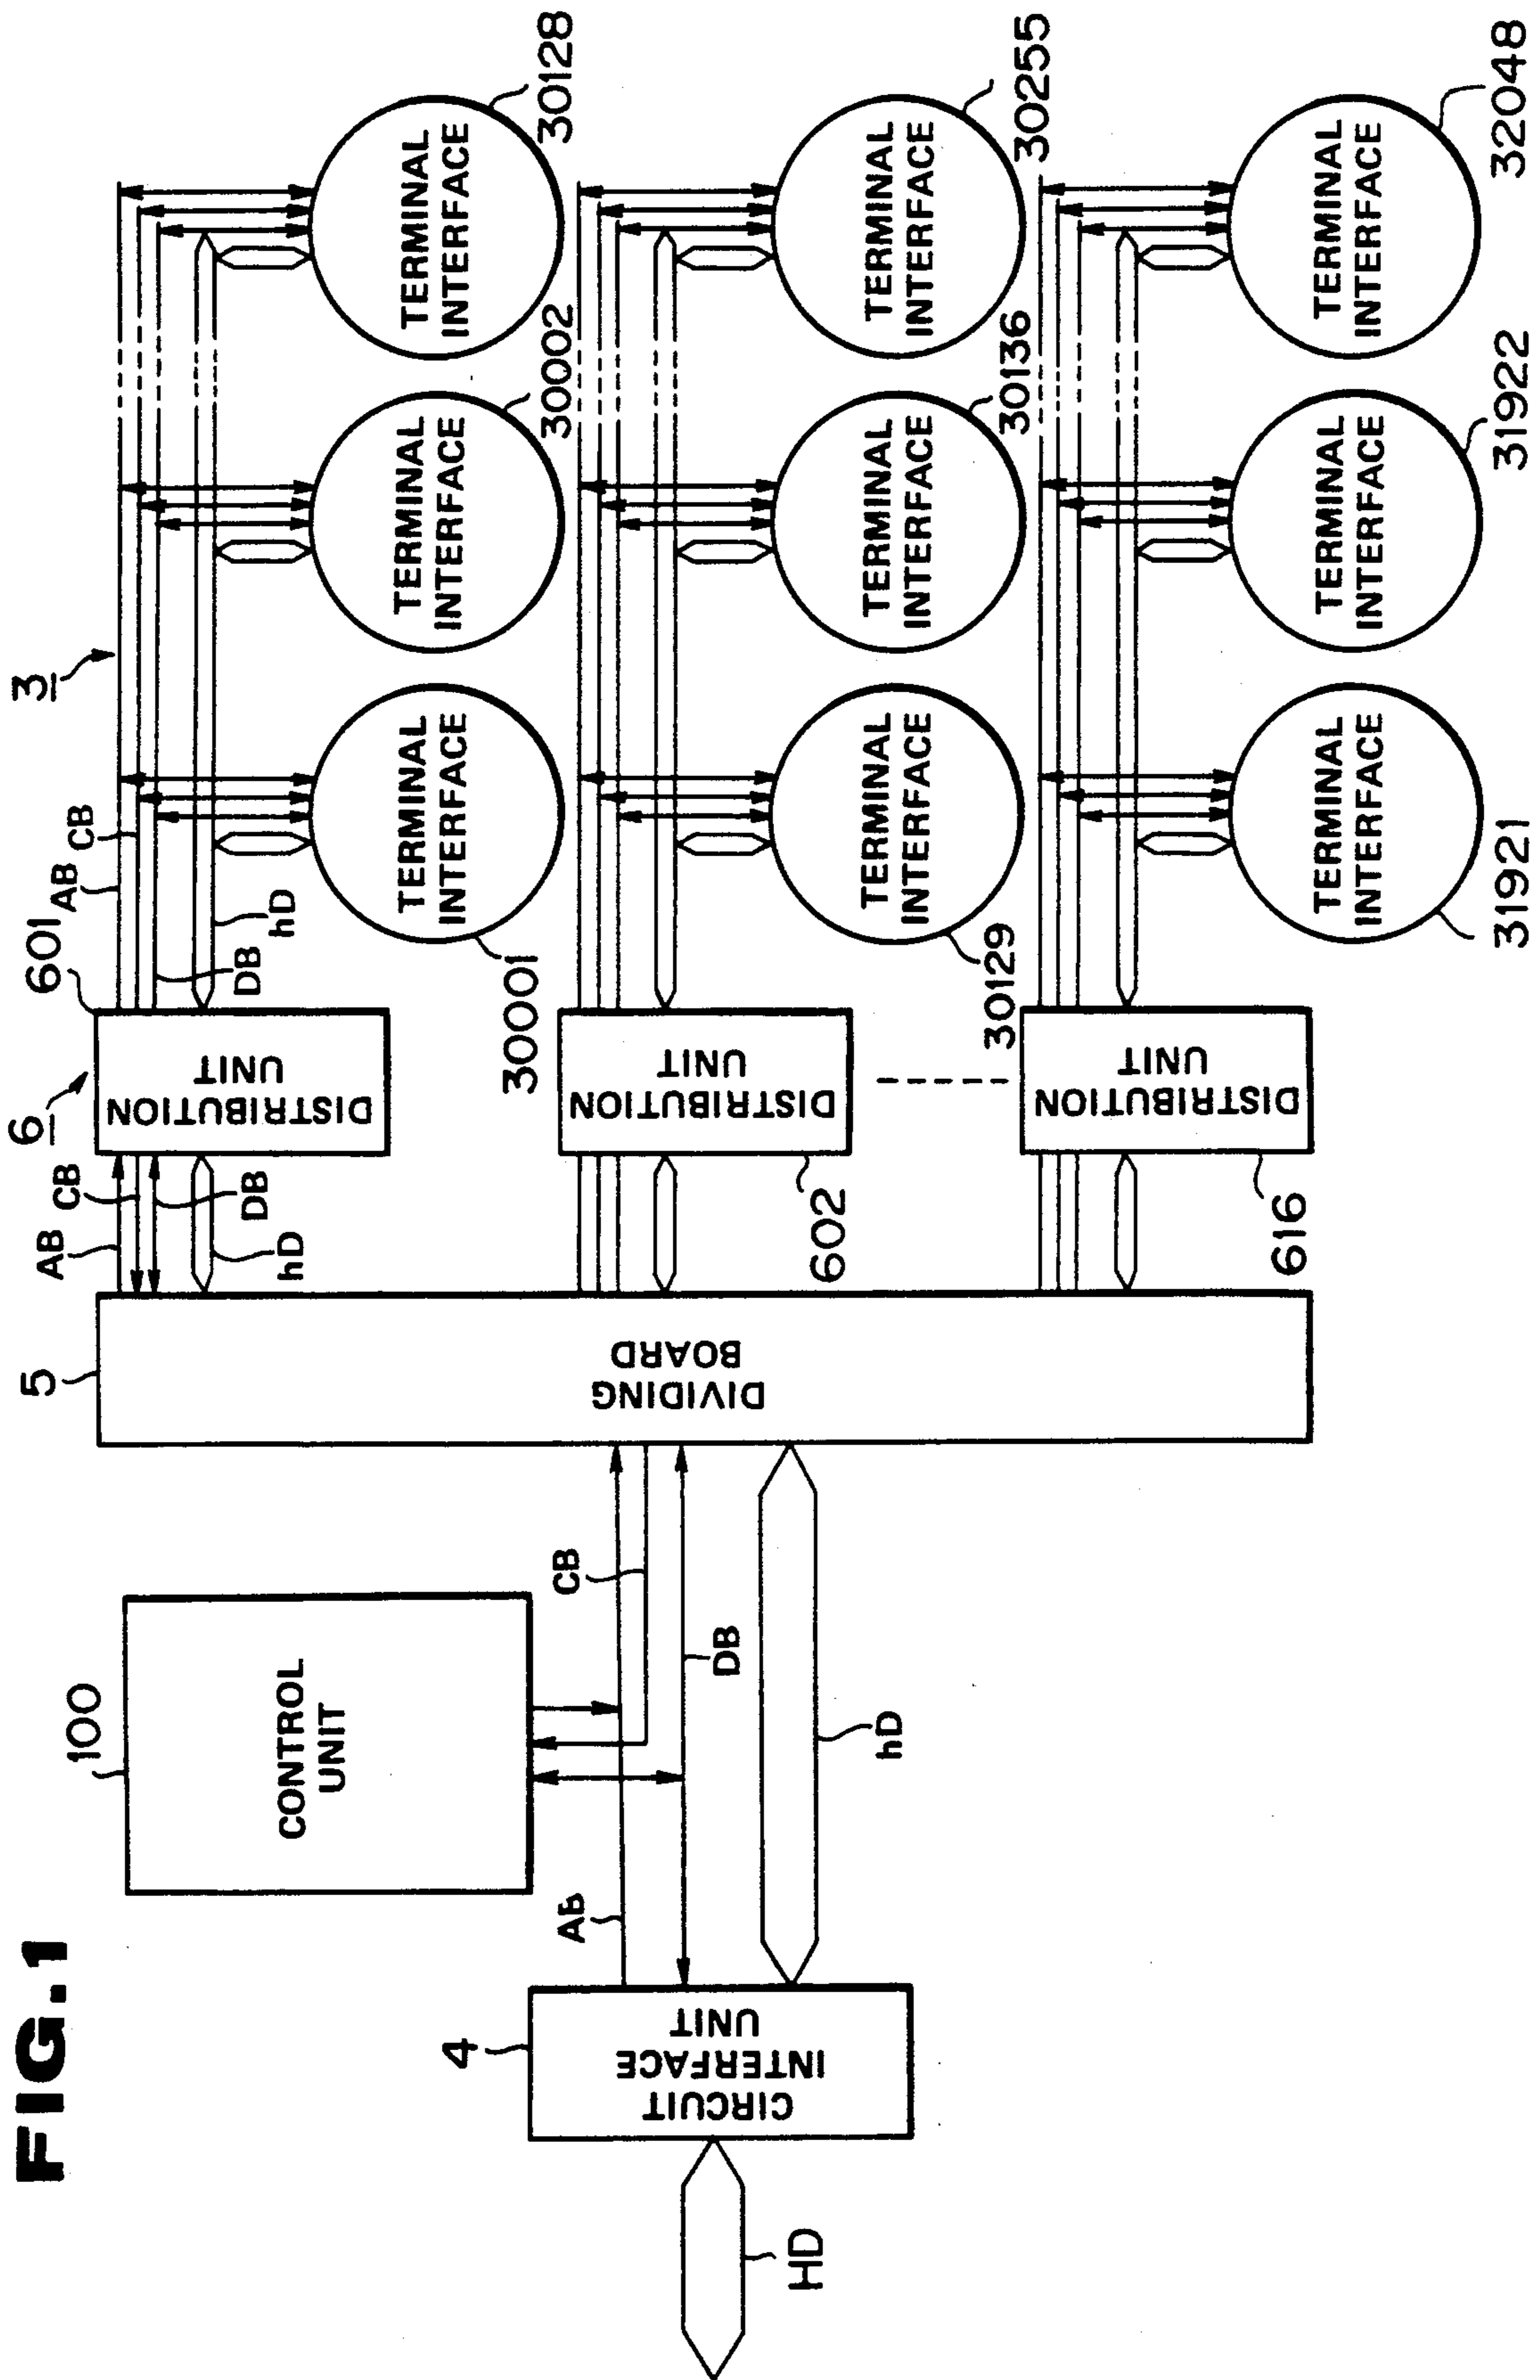 FIG.1
3
6
601
AB
CB
DB
hD
AB
CB
DB
hD
5
100
CONTROL
UNIT
DIVIDING
BOARD
DISTRIBUTION
UNIT
TERMINAL
INTERFACE
30001
TERMINAL
INTERFACE
30002
TERMINAL
INTERFACE
30128
AB
CB
DB
hD
4
CIRCUIT
INTERFACE
UNIT
HD
DISTRIBUTION
UNIT
602
TERMINAL
INTERFACE
30129
TERMINAL
INTERFACE
30136
TERMINAL
INTERFACE
30255
DISTRIBUTION
UNIT
616
TERMINAL
INTERFACE
31921
TERMINAL
INTERFACE
31922
TERMINAL
INTERFACE
32048